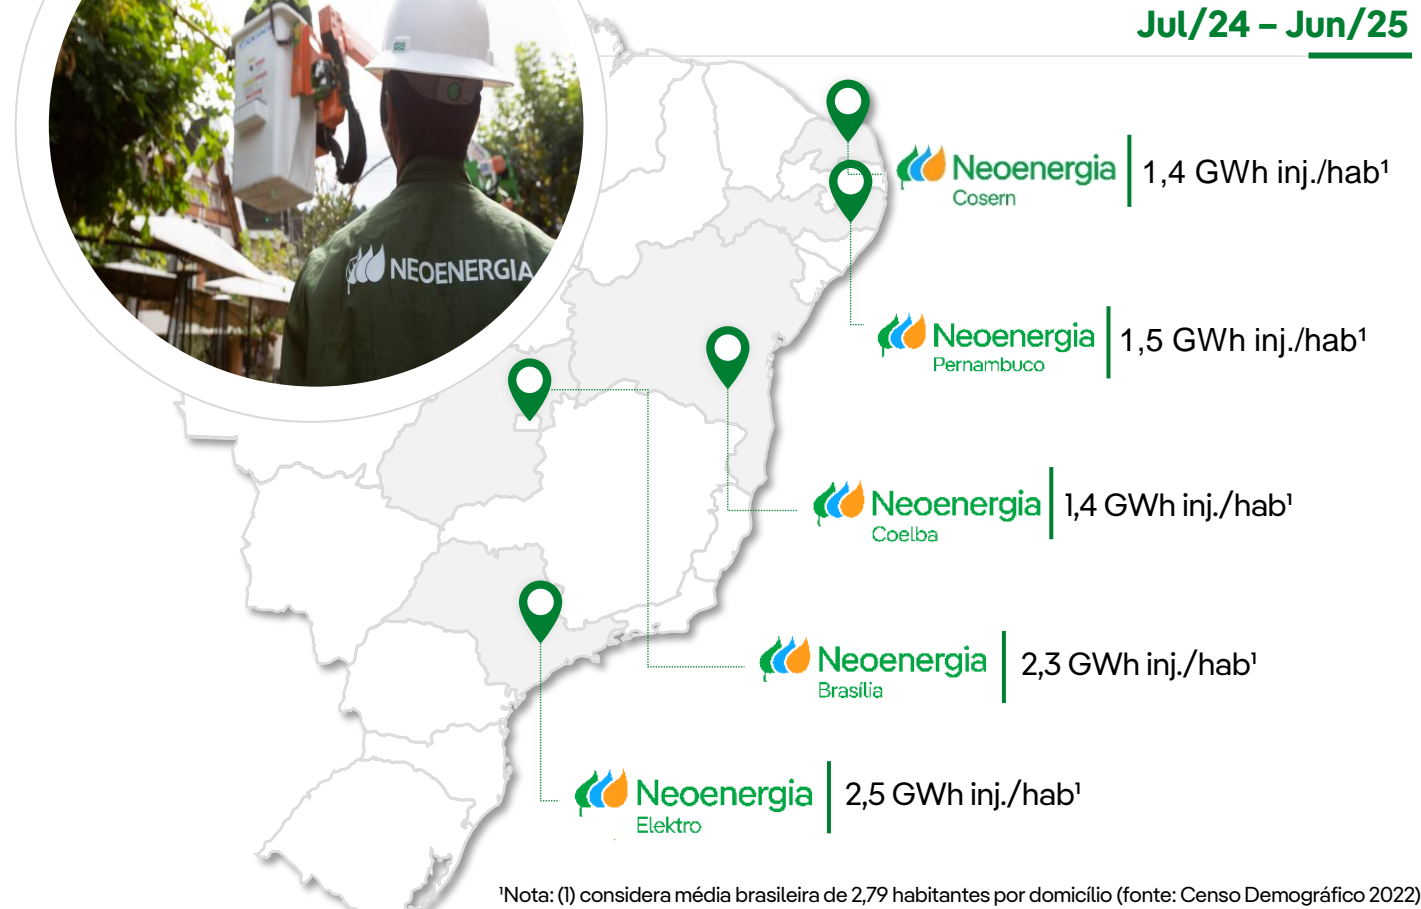 Jul/24 – Jun/25
NEOENERGIA
Neoenergia
Cosern
1,4 GWh inj./hab¹
Neoenergia
Pernambuco
1,5 GWh inj./hab¹
Neoenergia
Coelba
1,4 GWh inj./hab¹
Neoenergia
Brasília
2,3 GWh inj./hab¹
Neoenergia
Elektro
2,5 GWh inj./hab¹
¹Nota: (1) considera média brasileira de 2,79 habitantes por domicílio (fonte: Censo Demográfico 2022)